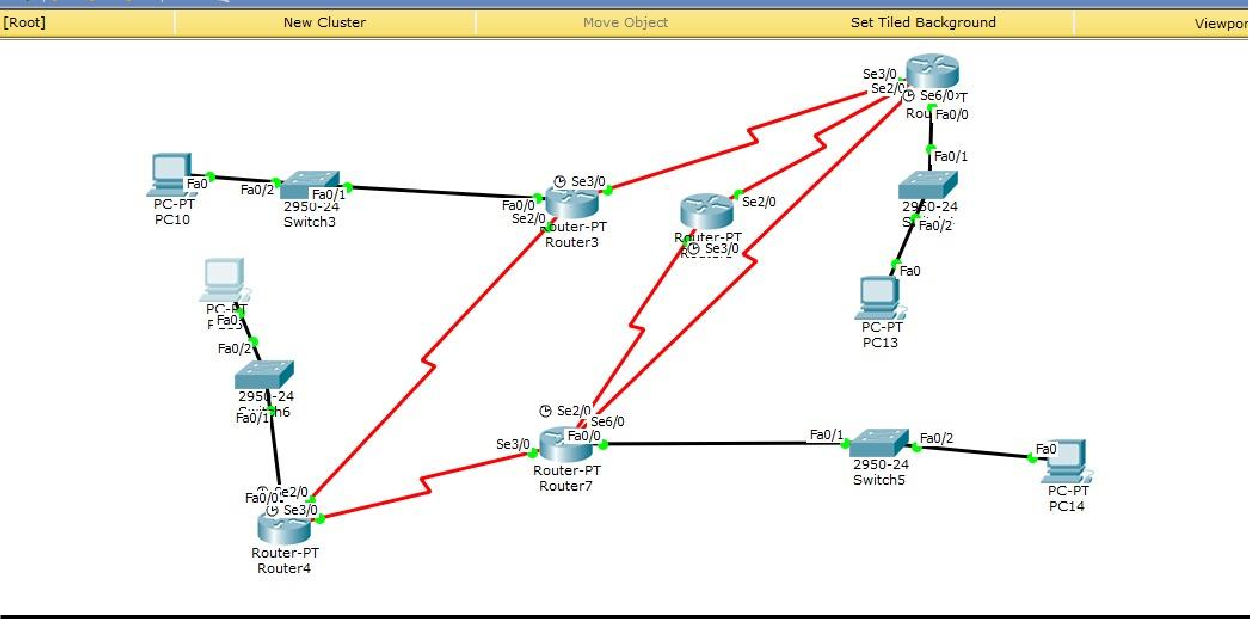 [Root]
New Cluster
Move Object
Set Tiled Background
Viewpor
Se3/0
Se2/0
Se6/0
Fa0/0
Fa0/1
2950-24
Fa0/2
Fa0
PC-PT
PC13
Fa0
PC-PT
PC10
Fa0/2
Fa0/1
2950-24
Switch3
Se3/0
Fa0/0
Se2/0
Router-PT
Router3
Se2/0
Router-PT
Se3/0
PC-PT
Fa0
Fa0/2
2950-24
Fa0/1
Fa0/0
Se2/0
Se3/0
Router-PT
Router4
Se2/0
Se6/0
Fa0/0
Se3/0
Router-PT
Router7
Fa0/1
Fa0/2
2950-24
Switch5
Fa0
PC-PT
PC14